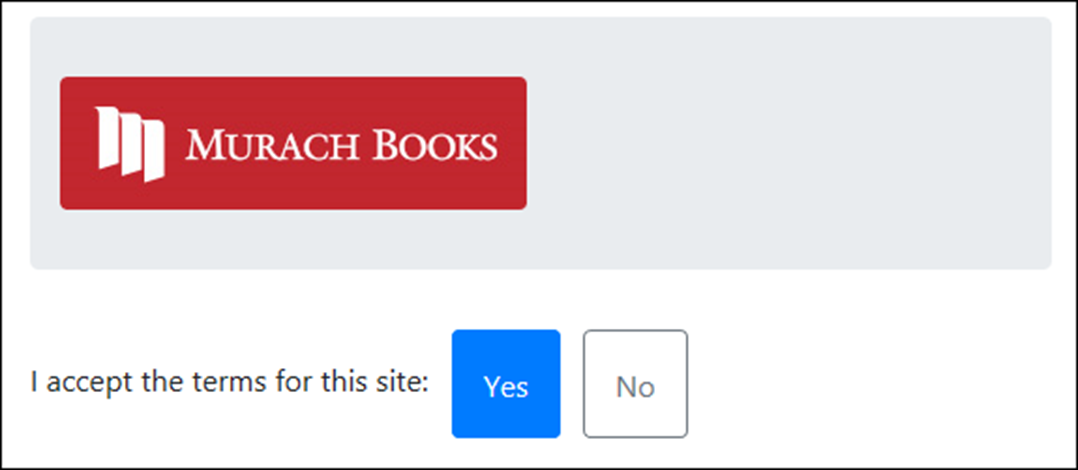 MURACH BOOKS
I accept the terms for this site: Yes No